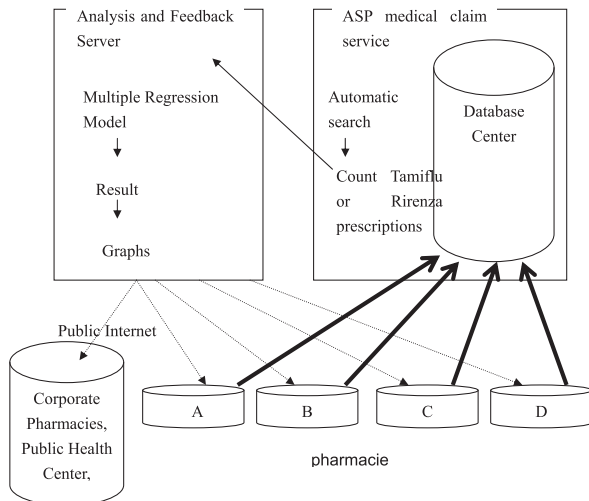 Analysis and Feedback
Server
Multiple Regression
Model
Result
Graphs
ASP medical claim
service
Automatic
search
Count Tamiflu
or Rirenza
prescriptions
Database
Center
Public Internet
Corporate
Pharmacies,
Public Health
Center,
A
B
C
D
pharmacie